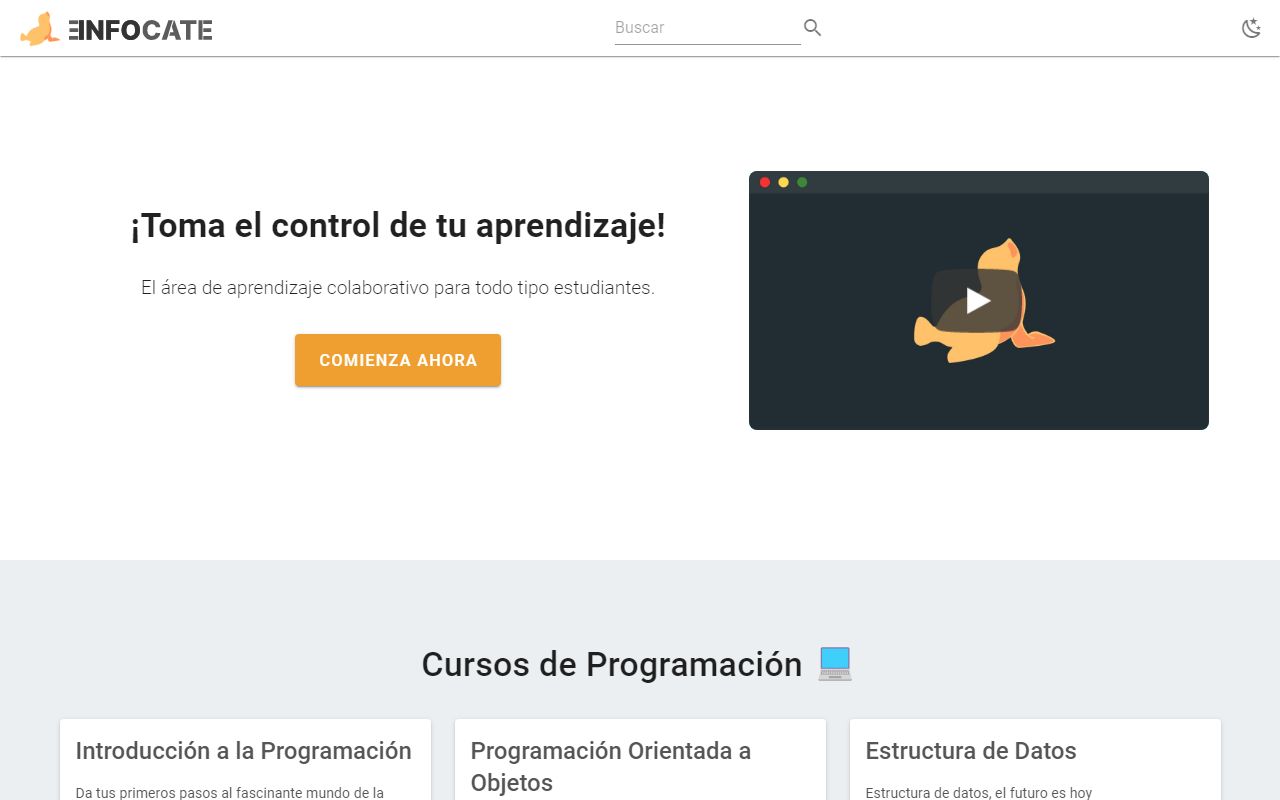 INFOCATE
Buscar
¡Toma el control de tu aprendizaje!
El área de aprendizaje colaborativo para todo tipo estudiantes.
COMIENZA AHORA
Cursos de Programación
Introducción a la Programación
Da tus primeros pasos al fascinante mundo de la
Programación Orientada a
Objetos
Estructura de Datos
Estructura de datos, el futuro es hoy